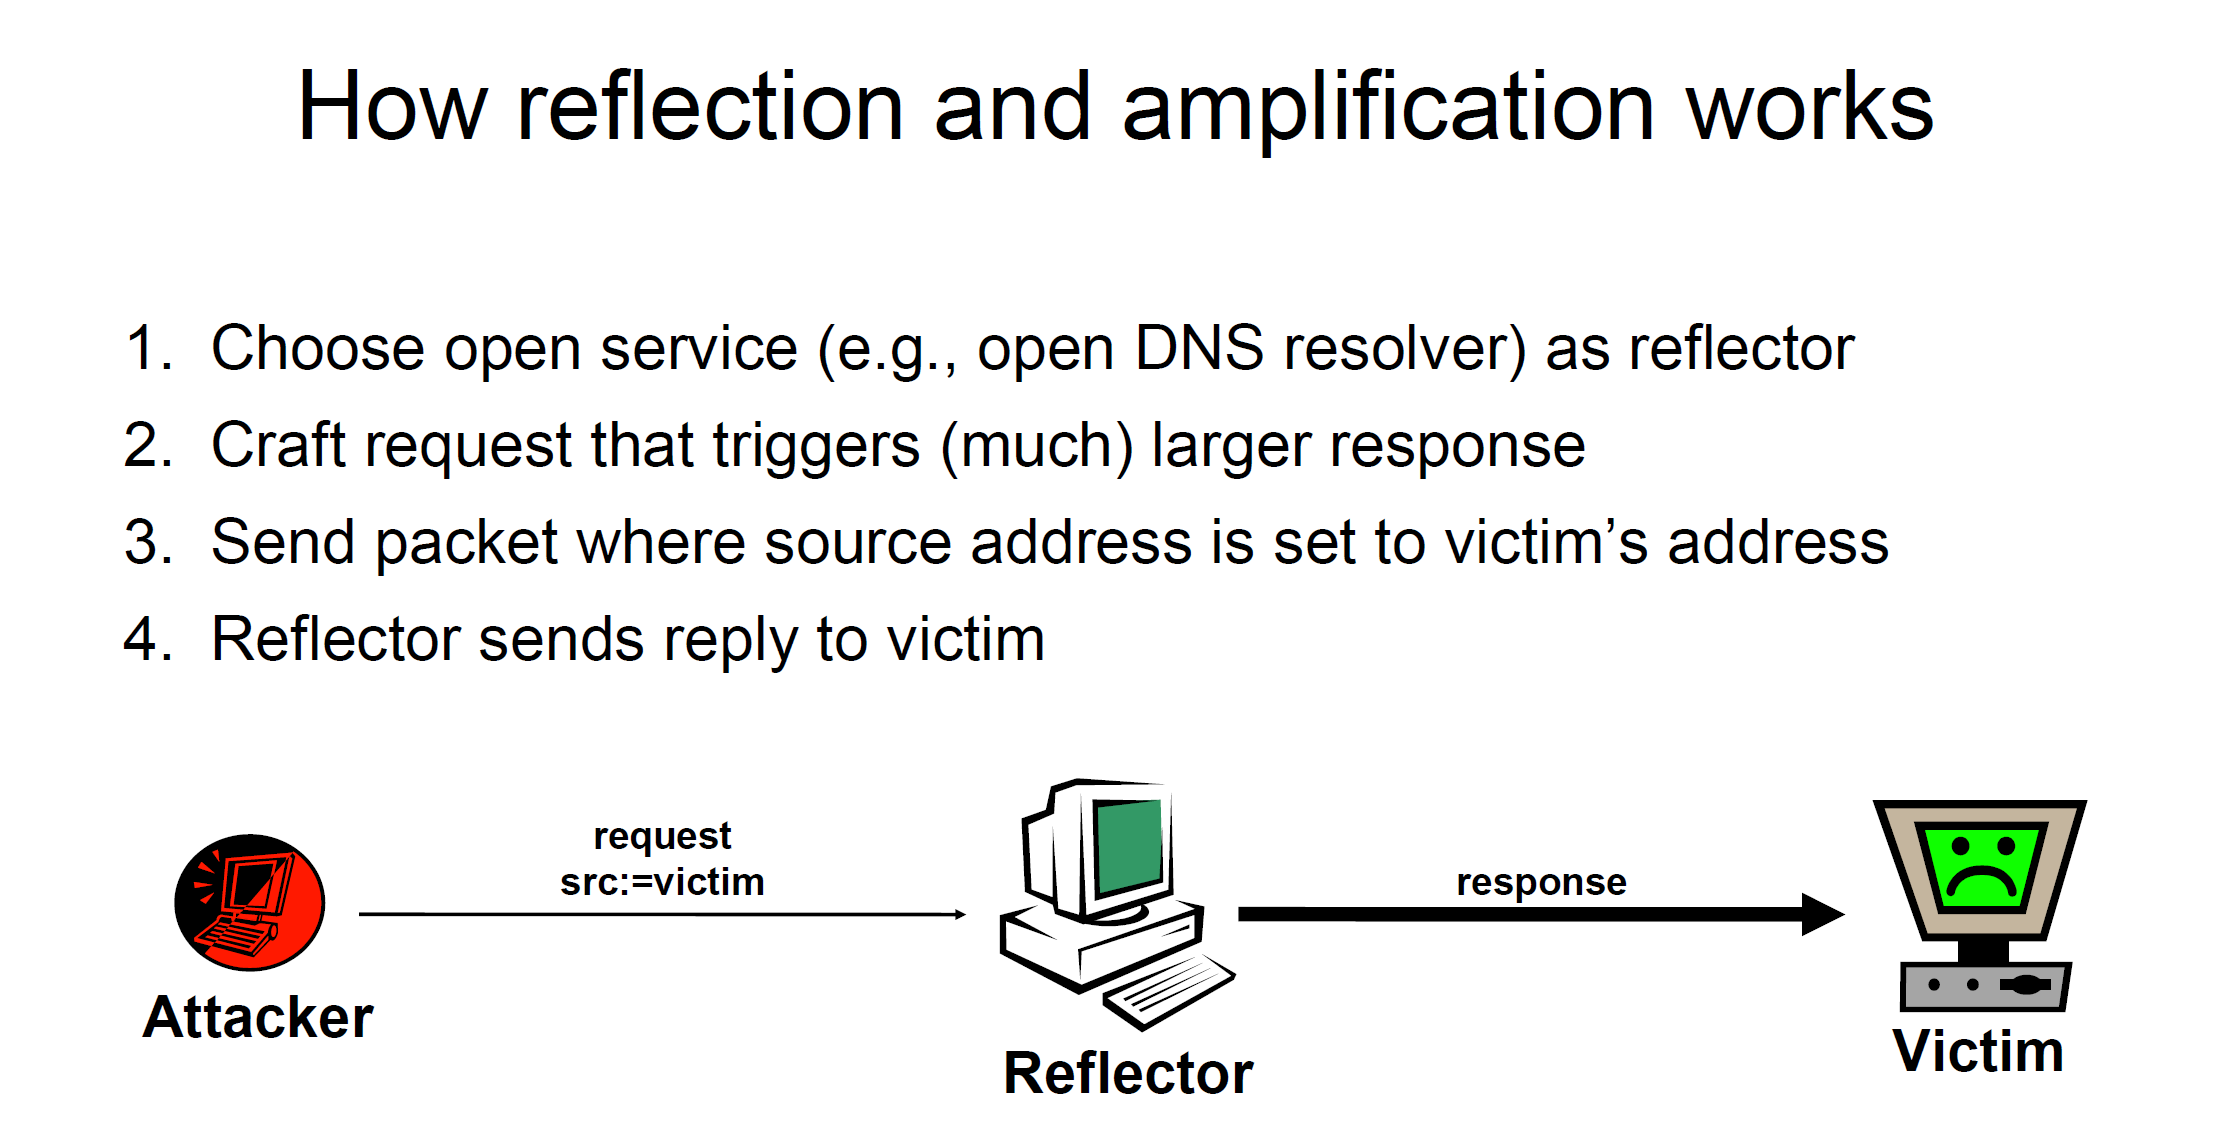 How reflection and amplification works
1. Choose open service (e.g., open DNS resolver) as reflector
2. Craft request that triggers (much) larger response
3. Send packet where source address is set to victim’s address
4. Reflector sends reply to victim
request
src:=victim
response
Attacker
Reflector
Victim